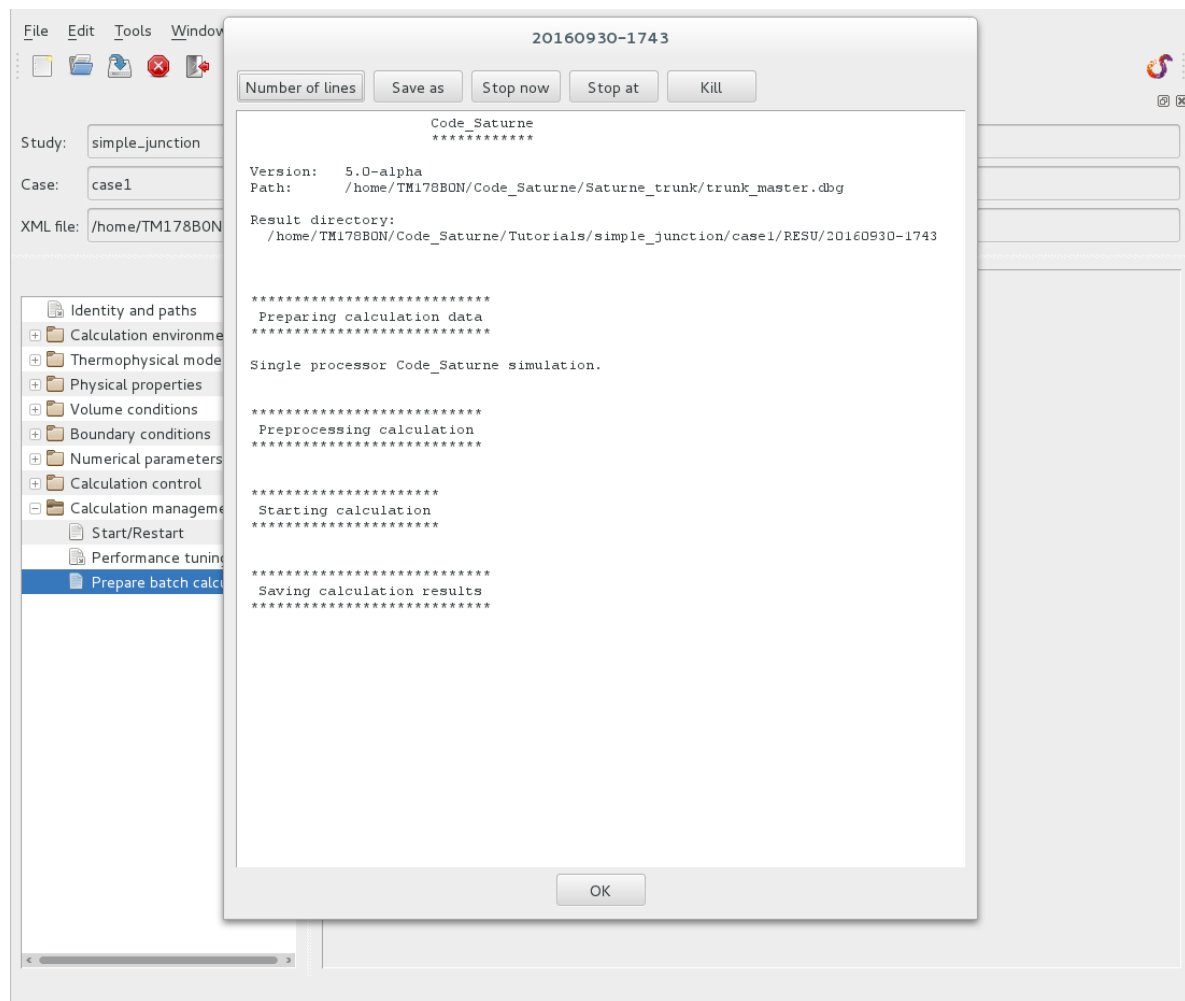 File Edit Tools Window
20160930-1743
Number of lines Save as Stop now Stop at Kill
Study: simple_junction
Case: case1
XML file: /home/TM178BON
Identity and paths
Calculation environme
Thermophysical mode
Physical properties
Volume conditions
Boundary conditions
Numerical parameters
Calculation control
Calculation manageme
Start/Restart
Performance tuning
Prepare batch calcu
Code_Saturne
************
Version: 5.0-alpha
Path: /home/TM178BON/Code_Saturne/Saturne_trunk/trunk_master.dbg
Result directory:
/home/TM178BON/Code_Saturne/Tutorials/simple_junction/case1/RESU/20160930-1743
****************************
Preparing calculation data
****************************
Single processor Code_Saturne simulation.
***************************
Preprocessing calculation
***************************
**********************
Starting calculation
**********************
****************************
Saving calculation results
****************************
OK